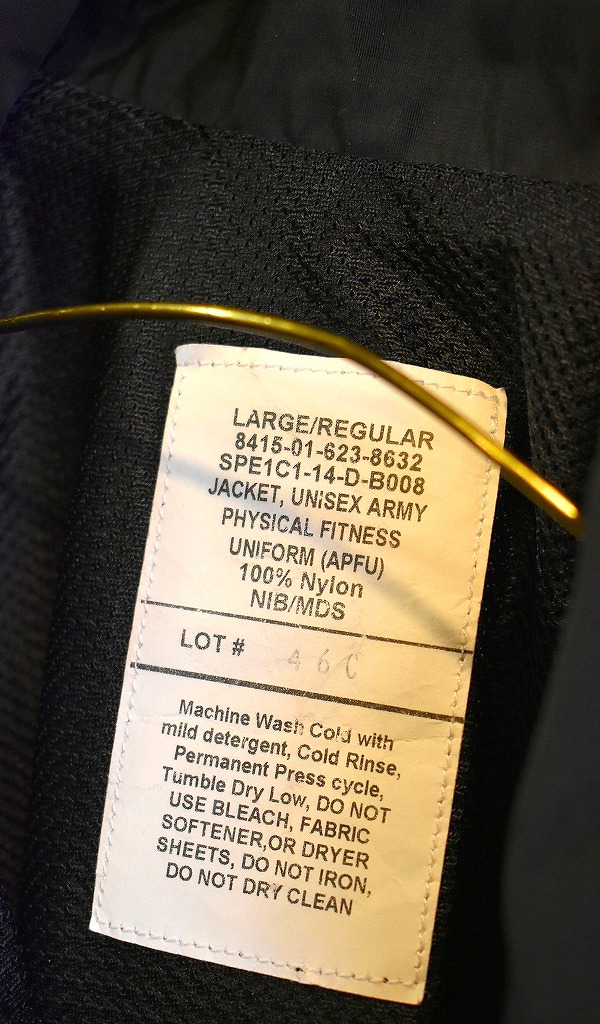 LARGE/REGULAR
8415-01-623-8632
SPE1C1-14-D-B008
JACKET, UNISEX ARMY
PHYSICAL FITNESS
UNIFORM (APFU)
100% Nylon
NIB/MDS
LOT # 46C
Machine Wash Cold with
mild detergent, Cold Rinse,
Permanent Press cycle,
Tumble Dry Low, DO NOT
USE BLEACH, FABRIC
SOFTENER,OR DRYER
SHEETS, DO NOT IRON,
DO NOT DRY CLEAN